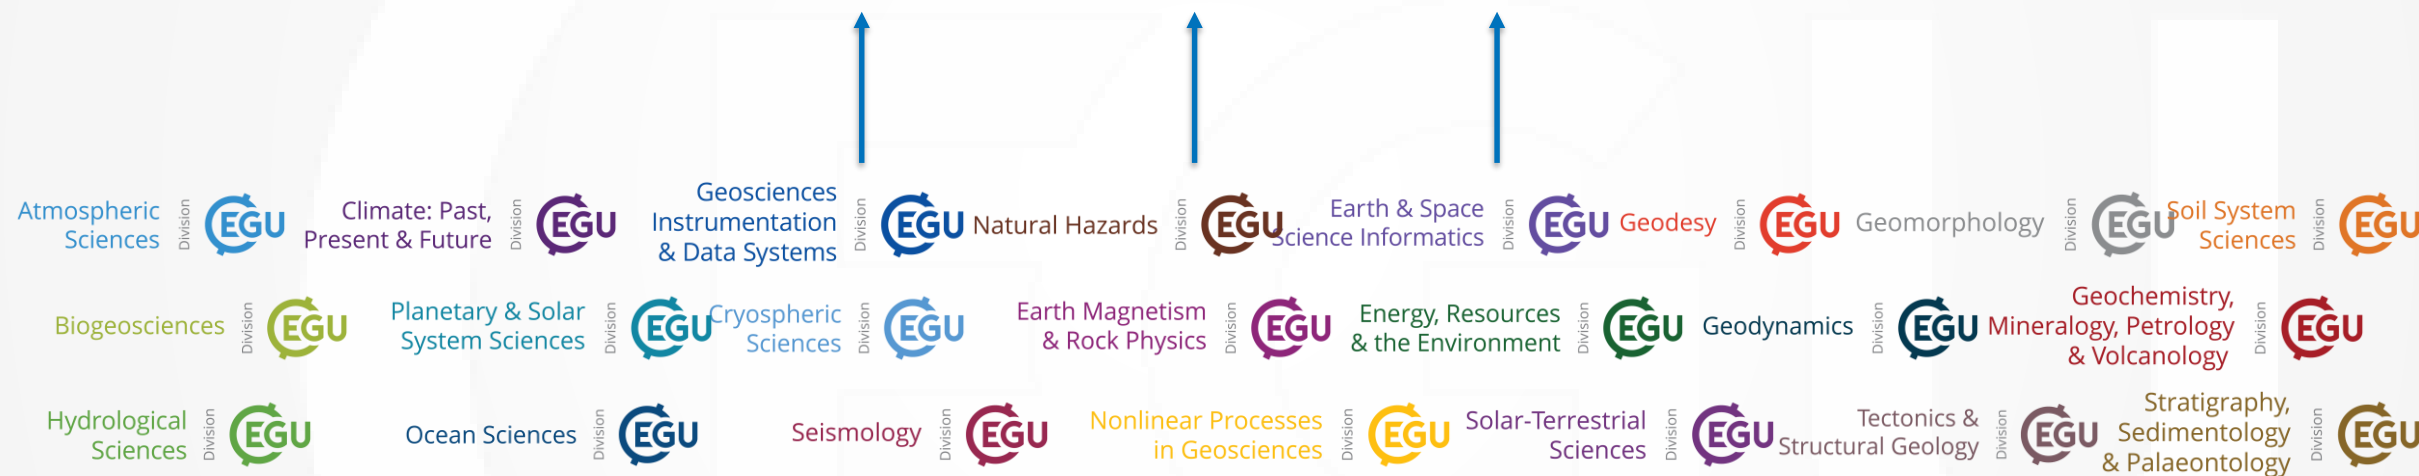 Atmospheric
Sciences
Division
EGU
Climate: Past,
Present & Future
Division
EGU
Geosciences
Instrumentation
& Data Systems
Division
EGU
Natural Hazards
Division
EGU
Earth & Space
Science Informatics
Division
EGU
Geodesy
Division
EGU
Geomorphology
Division
EGU
Soil System
Sciences
Division
EGU
Biogeosciences
Division
EGU
Planetary & Solar
System Sciences
Division
EGU
Cryospheric
Sciences
Division
EGU
Earth Magnetism
& Rock Physics
Division
EGU
Energy, Resources
& the Environment
Division
EGU
Geodynamics
Division
EGU
Geochemistry,
Mineralogy, Petrology
& Volcanology
Division
EGU
Hydrological
Sciences
Division
EGU
Ocean Sciences
Division
EGU
Seismology
Division
EGU
Nonlinear Processes
in Geosciences
Division
EGU
Solar-Terrestrial
Sciences
Division
EGU
Tectonics &
Structural Geology
Division
EGU
Stratigraphy,
Sedimentology
& Palaeontology
Division
EGU